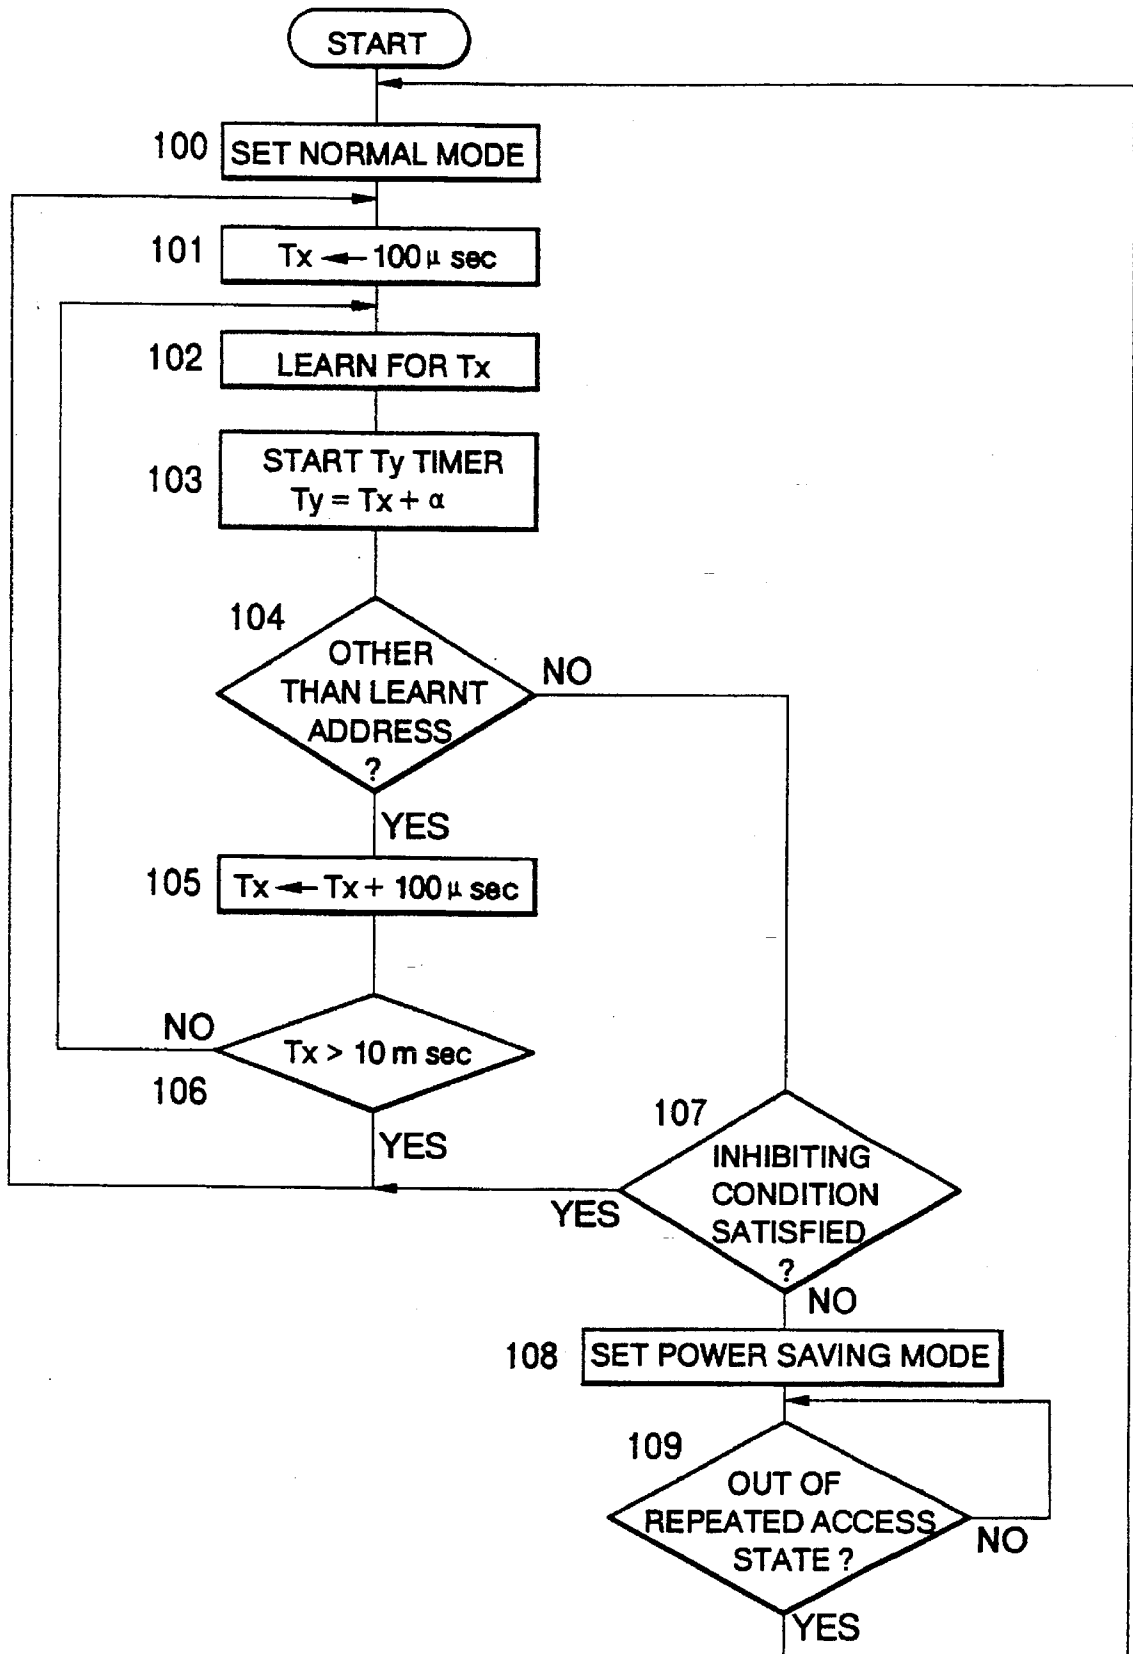 START
100
SET NORMAL MODE
101
Tx ← 100 μ sec
102
LEARN FOR Tx
103
START Ty TIMER
Ty = Tx + α
104
OTHER
THAN LEARNT
ADDRESS
?
NO
YES
105
Tx ← Tx + 100 μ sec
NO
Tx > 10 m sec
106
YES
107
INHIBITING
CONDITION
SATISFIED
?
YES
NO
108
SET POWER SAVING MODE
109
OUT OF
REPEATED ACCESS
STATE ?
NO
YES